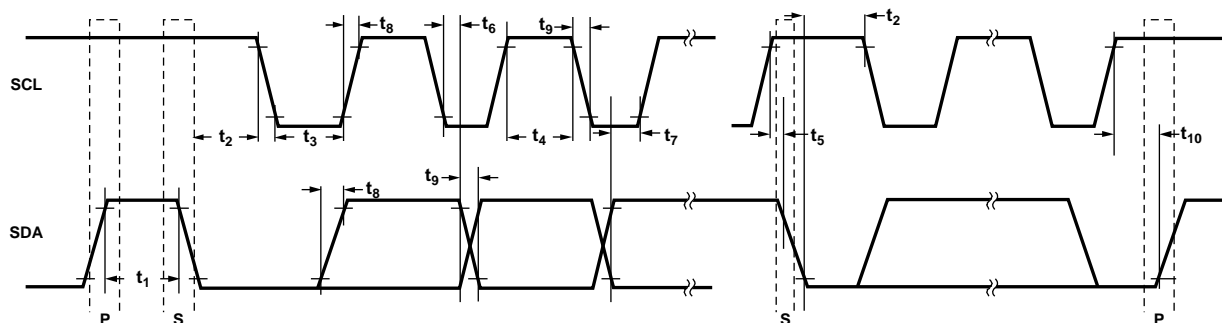 t8 t6 t9 t2
SCL
t2 t3 t4 t7 t5 t10
t9 t8
SDA
t1
P S S P